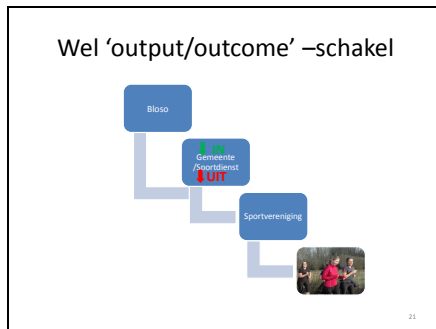 Wel ‘output/outcome’ –schakel
Bloso
IN
Gemeente
/Sportdienst
UIT
Sportvereniging
21